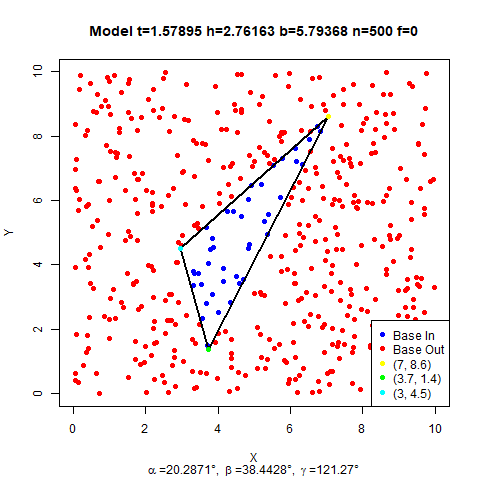 Model t=1.57895 h=2.76163 b=5.79368 n=500 f=0
Y
10
8
6
4
2
0
Base In
Base Out
(7, 8.6)
(3.7, 1.4)
(3, 4.5)
0 2 4 6 8 10
X
α=20.2871°, β=38.4428°, γ=121.27°